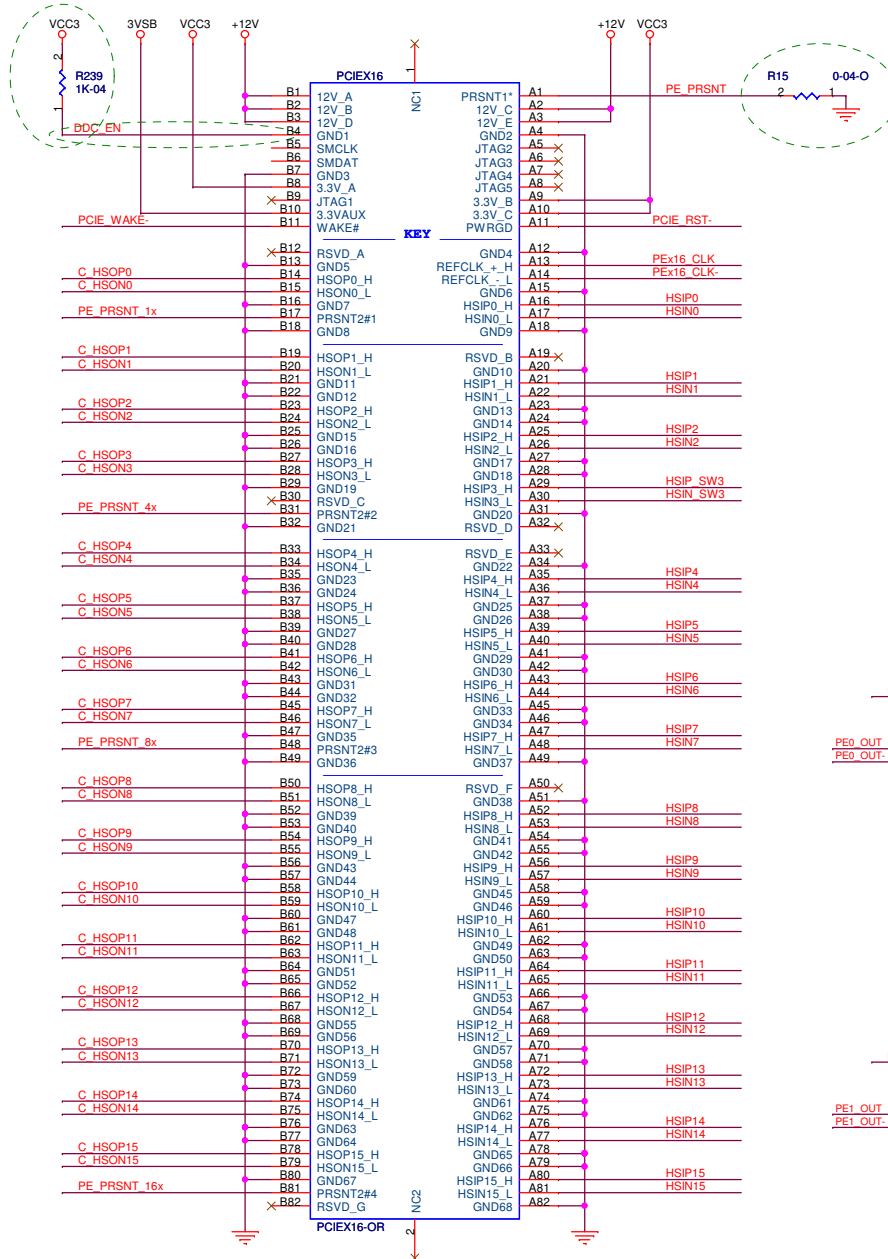 VCC3 3VSB VCC3 +12V +12V VCC3
R239
1K-04
2
1
DDC_EN
R15 0-04-O
2 1
PCIEX16
1
NC1
B1 12V_A PRSNT1* A1 PE_PRSNT
B2 12V_B 12V_C A2
B3 12V_D 12V_E A3
B4 GND1 GND2 A4
B5 SMCLK JTAG2 A5
B6 SMDAT JTAG3 A6
B7 GND3 JTAG4 A7
B8 3.3V_A JTAG5 A8
B9 JTAG1 3.3V_B A9
B10 3.3VAUX 3.3V_C A10
PCIE_WAKE- B11 WAKE# PWRGD A11 PCIE_RST-
KEY
B12 RSVD_A GND4 A12
B13 GND5 REFCLK_+_H A13 PEx16_CLK
C_HSOP0 B14 HSOP0_H REFCLK_-_L A14 PEx16_CLK-
C_HSON0 B15 HSON0_L GND6 A15
B16 GND7 HSIP0_H A16 HSIP0
PE_PRSNT_1x B17 PRSNT2#1 HSIN0_L A17 HSIN0
B18 GND8 GND9 A18
C_HSOP1 B19 HSOP1_H RSVD_B A19
C_HSON1 B20 HSON1_L GND10 A20
B21 GND11 HSIP1_H A21 HSIP1
B22 GND12 HSIN1_L A22 HSIN1
C_HSOP2 B23 HSOP2_H GND13 A23
C_HSON2 B24 HSON2_L GND14 A24
B25 GND15 HSIP2_H A25 HSIP2
B26 GND16 HSIN2_L A26 HSIN2
C_HSOP3 B27 HSOP3_H GND17 A27
C_HSON3 B28 HSON3_L GND18 A28
B29 GND19 HSIP3_H A29 HSIP_SW3
B30 RSVD_C HSIN3_L A30 HSIN_SW3
PE_PRSNT_4x B31 PRSNT2#2 GND20 A31
B32 GND21 RSVD_D A32
C_HSOP4 B33 HSOP4_H RSVD_E A33
C_HSON4 B34 HSON4_L GND22 A34
B35 GND23 HSIP4_H A35 HSIP4
B36 GND24 HSIN4_L A36 HSIN4
C_HSOP5 B37 HSOP5_H GND25 A37
C_HSON5 B38 HSON5_L GND26 A38
B39 GND27 HSIP5_H A39 HSIP5
B40 GND28 HSIN5_L A40 HSIN5
C_HSOP6 B41 HSOP6_H GND29 A41
C_HSON6 B42 HSON6_L GND30 A42
B43 GND31 HSIP6_H A43 HSIP6
B44 GND32 HSIN6_L A44 HSIN6
C_HSOP7 B45 HSOP7_H GND33 A45
C_HSON7 B46 HSON7_L GND34 A46
B47 GND35 HSIP7_H A47 HSIP7
PE_PRSNT_8x B48 PRSNT2#3 HSIN7_L A48 HSIN7 PE0_OUT
B49 GND36 GND37 A49 PE0_OUT-
C_HSOP8 B50 HSOP8_H RSVD_F A50
C_HSON8 B51 HSON8_L GND38 A51
B52 GND39 HSIP8_H A52 HSIP8
B53 GND40 HSIN8_L A53 HSIN8
C_HSOP9 B54 HSOP9_H GND41 A54
C_HSON9 B55 HSON9_L GND42 A55
B56 GND43 HSIP9_H A56 HSIP9
B57 GND44 HSIN9_L A57 HSIN9
C_HSOP10 B58 HSOP10_H GND45 A58
C_HSON10 B59 HSON10_L GND46 A59
B60 GND47 HSIP10_H A60 HSIP10
B61 GND48 HSIN10_L A61 HSIN10
C_HSOP11 B62 HSOP11_H GND49 A62
C_HSON11 B63 HSON11_L GND50 A63
B64 GND51 HSIP11_H A64 HSIP11
B65 GND52 HSIN11_L A65 HSIN11
C_HSOP12 B66 HSOP12_H GND53 A66
C_HSON12 B67 HSON12_L GND54 A67
B68 GND55 HSIP12_H A68 HSIP12
B69 GND56 HSIN12_L A69 HSIN12
C_HSOP13 B70 HSOP13_H GND57 A70
C_HSON13 B71 HSON13_L GND58 A71
B72 GND59 HSIP13_H A72 HSIP13
B73 GND60 HSIN13_L A73 HSIN13
C_HSOP14 B74 HSOP14_H GND61 A74
C_HSON14 B75 HSON14_L GND62 A75 PE1_OUT
B76 GND63 HSIP14_H A76 HSIP14 PE1_OUT-
B77 GND64 HSIN14_L A77 HSIN14
C_HSOP15 B78 HSOP15_H GND65 A78
C_HSON15 B79 HSON15_L GND66 A79
B80 GND67 HSIP15_H A80 HSIP15
PE_PRSNT_16x B81 PRSNT2#4 HSIN15_L A81 HSIN15
B82 RSVD_G GND68 A82
NC2
PCIEX16-OR
2